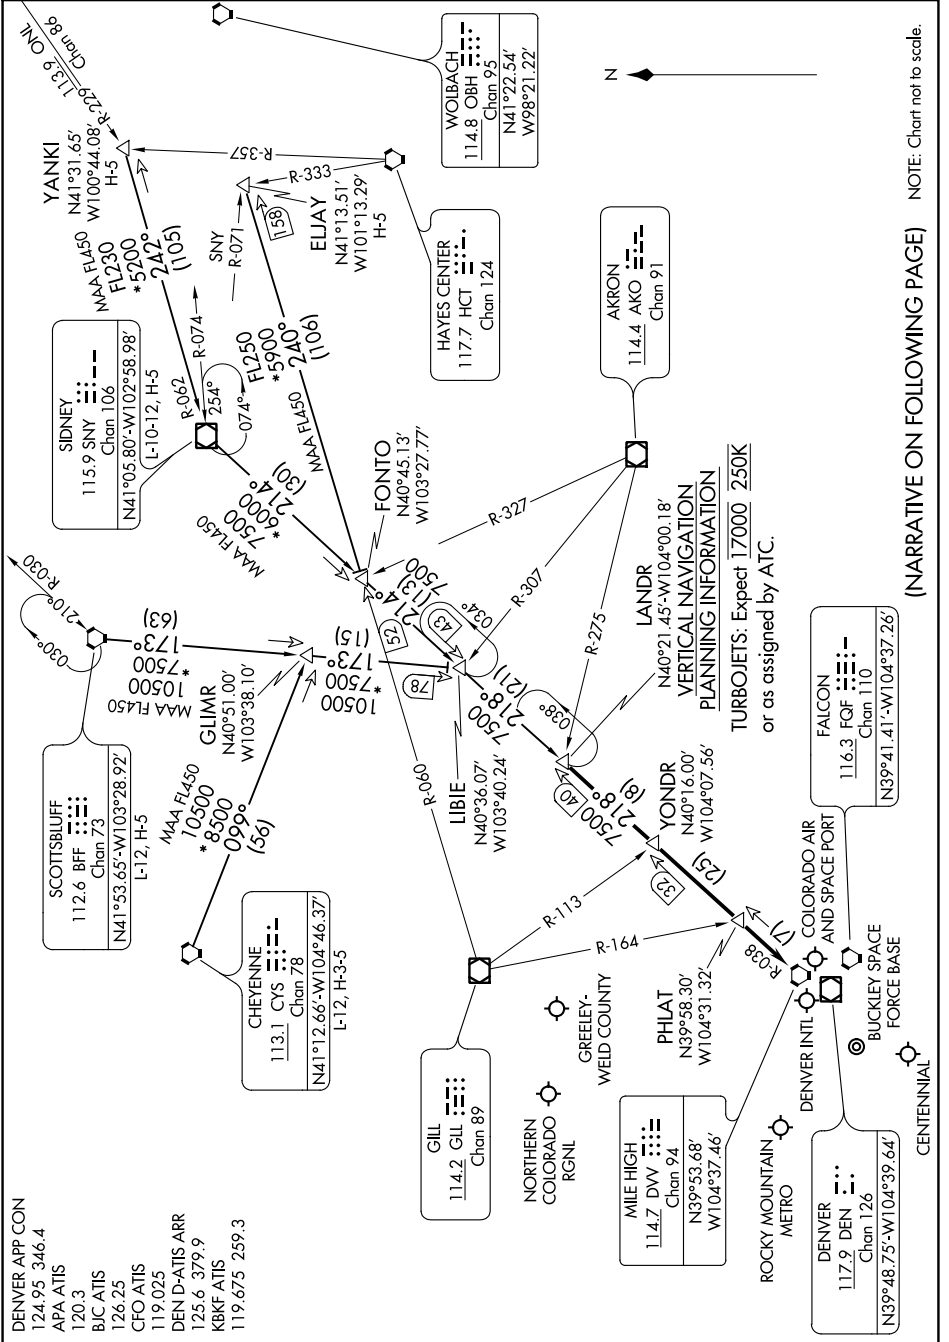 DENVER APP CON
124.95 346.4
APA ATIS
120.3
BJC ATIS
126.25
CFO ATIS
119.025
DEN D-ATIS ARR
125.6 379.9
KBKF ATIS
119.675 259.3
SCOTTSBLUFF
112.6 BFF
Chan 73
N41°53.65'-W103°28.92'
L-12, H-5
030°
210°
R-030
173°
(63)
*7500
10500
MAA FL450
CHEYENNE
113.1 CYS
Chan 78
N41°12.66'-W104°46.37'
L-12, H-3-5
MAA FL450
10500
*8500
099°
(56)
GLIMR
N40°51.00'
W103°38.10'
173°
(15)
*7500
10500
78
SIDNEY
115.9 SNY
Chan 106
N41°05.80'-W102°58.98'
L-10-12, H-5
R-062
R-074
254°
074°
(30)
214°
*6000
7500
MAA FL450
YANKI
N41°31.65'
W100°44.08'
H-5
113.9 ONL
Chan 86
R-229
MAA FL450
FL230
*5200
242°
(105)
R-357
R-333
SNY
R-071
158
ELJAY
N41°13.51'
W101°13.29'
H-5
FL250
*5900
240°
(106)
MAA FL450
WOLBACH
114.8 OBH
Chan 95
N41°22.54'
W98°21.22'
HAYES CENTER
117.7 HCT
Chan 124
N
FONTO
N40°45.13'
W103°27.77'
52
214°
(13)
7500
43
034°
R-327
R-307
R-275
AKRON
114.4 AKO
Chan 91
LIBIE
N40°36.07'
W103°40.24'
(21)
218°
7500
038°
40
LANDR
N40°21.45'-W104°00.18'
VERTICAL NAVIGATION
PLANNING INFORMATION
TURBOJETS: Expect 17000 250K
or as assigned by ATC.
7500
218°
(8)
32
YONDR
N40°16.00'
W104°07.56'
(25)
R-060
R-113
R-164
GILL
114.2 GLL
Chan 89
PHLAT
N39°58.30'
W104°31.32'
(7)
R-038
GREELEY-
WELD COUNTY
NORTHERN
COLORADO
RGNL
MILE HIGH
114.7 DVV
Chan 94
N39°53.68'
W104°37.46'
ROCKY MOUNTAIN
METRO
DENVER INTL
COLORADO AIR
AND SPACE PORT
FALCON
116.3 FQF
Chan 110
N39°41.41'-W104°37.26'
BUCKLEY SPACE
FORCE BASE
CENTENNIAL
DENVER
117.9 DEN
Chan 126
N39°48.75'-W104°39.64'
(NARRATIVE ON FOLLOWING PAGE)
NOTE: Chart not to scale.